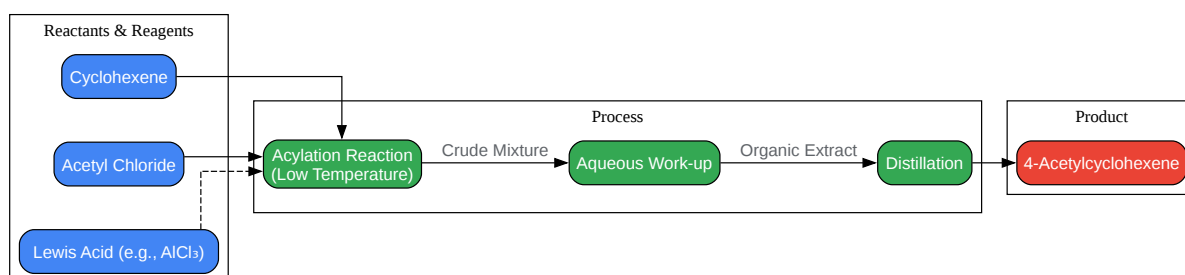 Reactants & Reagents
Cyclohexene
Acetyl Chloride
Lewis Acid (e.g., AlCl₃)
Process
Acylation Reaction
(Low Temperature)
Crude Mixture
Aqueous Work-up
Organic Extract
Distillation
Product
4-Acetylcyclohexene